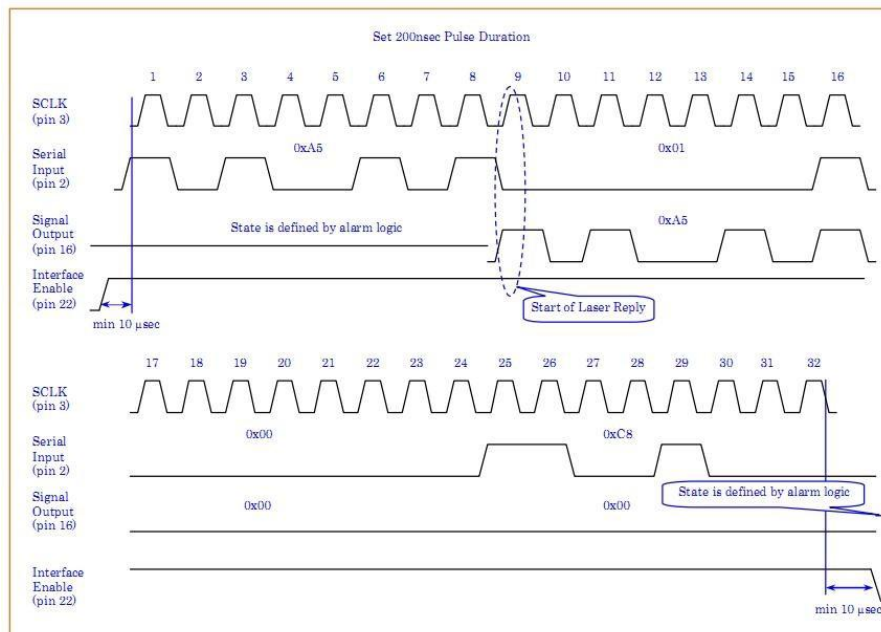 Set 200nsec Pulse Duration
1 2 3 4 5 6 7 8 9 10 11 12 13 14 15 16
SCLK
(pin 3)
0xA5 0x01
Serial
Input
(pin 2)
Signal
Output
(pin 16)
State is defined by alarm logic
0xA5
Interface
Enable
(pin 22)
Start of Laser Reply
min 10 μsec
17 18 19 20 21 22 23 24 25 26 27 28 29 30 31 32
SCLK
(pin 3)
0x00 0xC8
Serial
Input
(pin 2)
Signal
Output
(pin 16)
State is defined by alarm logic
0x00 0x00
Interface
Enable
(pin 22)
min 10 μsec